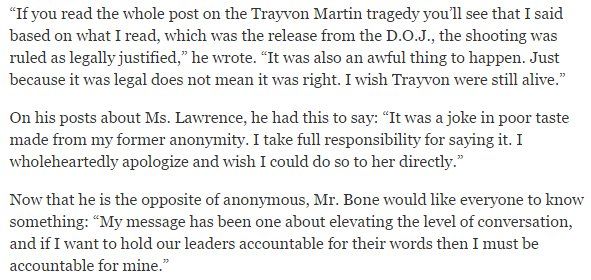 “If you read the whole post on the Trayvon Martin tragedy you’ll see that I said
based on what I read, which was the release from the D.O.J., the shooting was
ruled as legally justified,” he wrote. “It was also an awful thing to happen. Just
because it was legal does not mean it was right. I wish Trayvon were still alive.”
On his posts about Ms. Lawrence, he had this to say: “It was a joke in poor taste
made from my former anonymity. I take full responsibility for saying it. I
wholeheartedly apologize and wish I could do so to her directly.”
Now that he is the opposite of anonymous, Mr. Bone would like everyone to know
something: “My message has been one about elevating the level of conversation,
and if I want to hold our leaders accountable for their words then I must be
accountable for mine.”